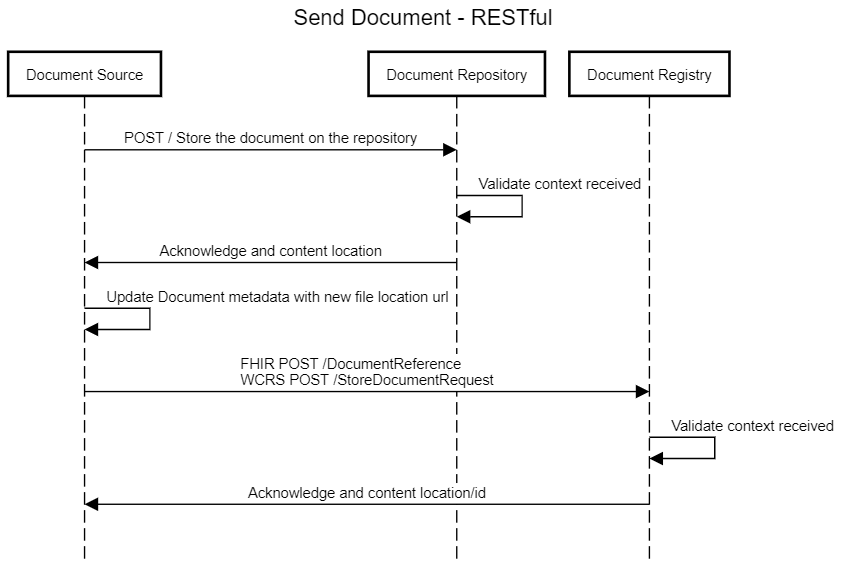 Send Document - RESTful
Document Source
Document Repository
Document Registry
POST / Store the document on the repository
Validate context received
Acknowledge and content location
Update Document metadata with new file location url
FHIR POST /DocumentReference
WCRS POST /StoreDocumentRequest
Validate context received
Acknowledge and content location/id